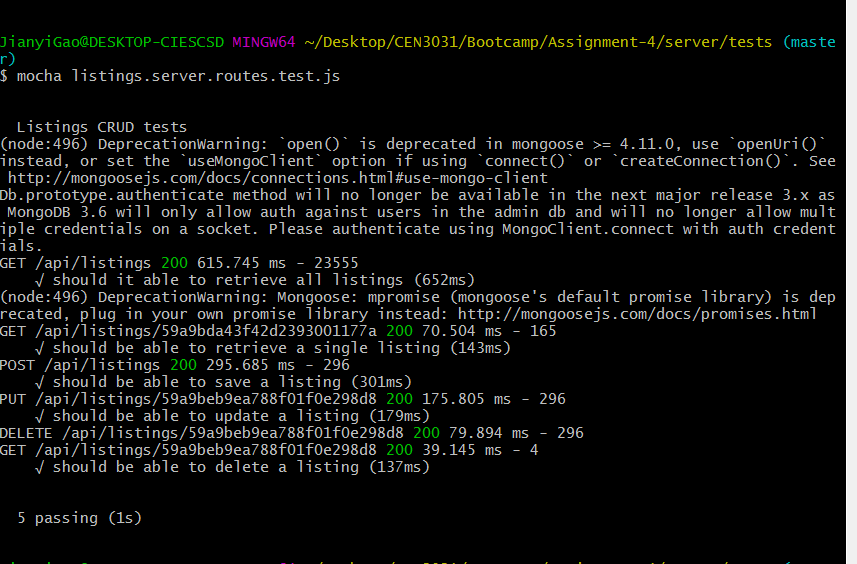 JianyiGao@DESKTOP-CIESCSD MINGW64 ~/Desktop/CEN3031/Bootcamp/Assignment-4/server/tests (maste
r)
$ mocha listings.server.routes.test.js
Listings CRUD tests
(node:496) DeprecationWarning: `open()` is deprecated in mongoose >= 4.11.0, use `openUri()`
instead, or set the `useMongoClient` option if using `connect()` or `createConnection()`. See
http://mongoosejs.com/docs/connections.html#use-mongo-client
Db.prototype.authenticate method will no longer be available in the next major release 3.x as
MongoDB 3.6 will only allow auth against users in the admin db and will no longer allow mult
iple credentials on a socket. Please authenticate using MongoClient.connect with auth credent
ials.
GET /api/listings 200 615.745 ms - 23555
√ should it able to retrieve all listings (652ms)
(node:496) DeprecationWarning: Mongoose: mpromise (mongoose's default promise library) is dep
recated, plug in your own promise library instead: http://mongoosejs.com/docs/promises.html
GET /api/listings/59a9bda43f42d2393001177a 200 70.504 ms - 165
√ should be able to retrieve a single listing (143ms)
POST /api/listings 200 295.685 ms - 296
√ should be able to save a listing (301ms)
PUT /api/listings/59a9beb9ea788f01f0e298d8 200 175.805 ms - 296
√ should be able to update a listing (179ms)
DELETE /api/listings/59a9beb9ea788f01f0e298d8 200 79.894 ms - 296
GET /api/listings/59a9beb9ea788f01f0e298d8 200 39.145 ms - 4
√ should be able to delete a listing (137ms)
5 passing (1s)